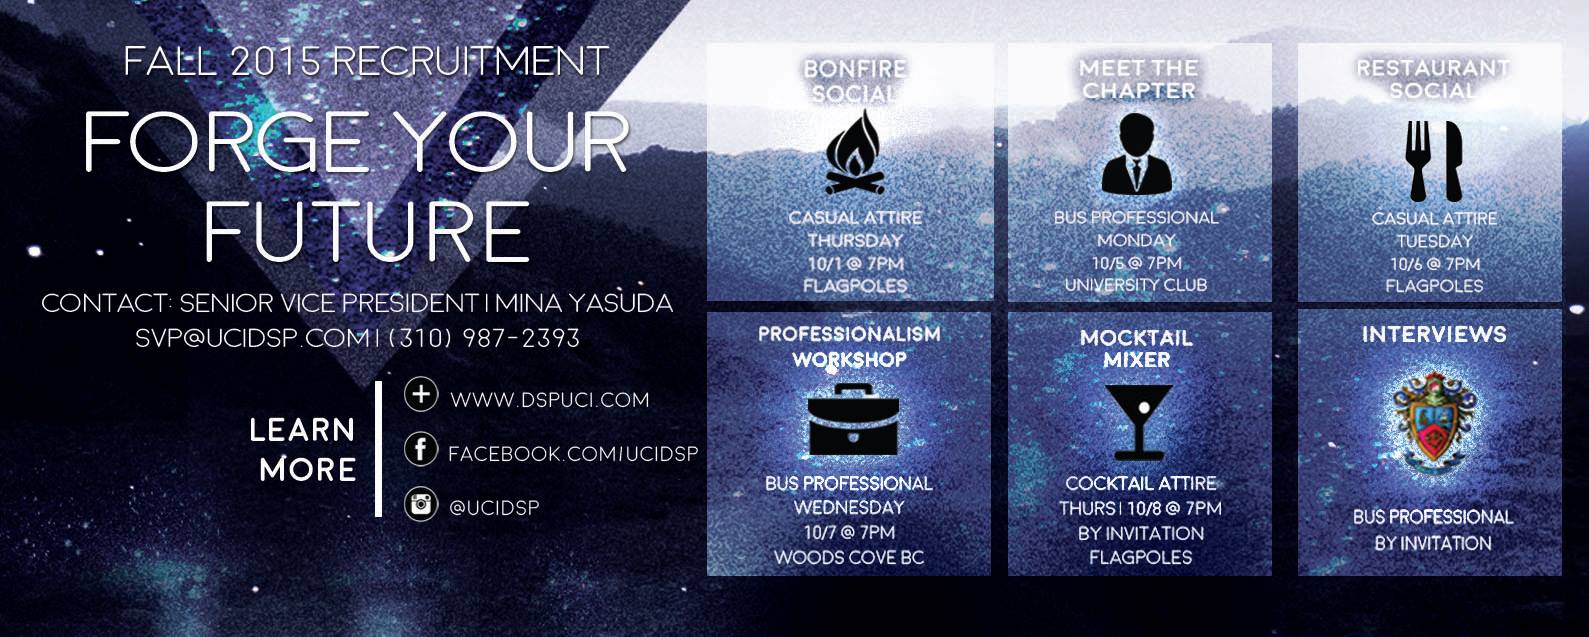 FALL 2015 RECRUITMENT
FORGE YOUR
FUTURE
CONTACT: SENIOR VICE PRESIDENT | MINA YASUDA
SVP@UCIDSP.COM | (310) 987-2393
LEARN
MORE
WWW.DSPUCI.COM
FACEBOOK.COM/UCIDSP
@UCIDSP
BONFIRE
SOCIAL
CASUAL ATTIRE
THURSDAY
10/1 @ 7PM
FLAGPOLES
MEET THE
CHAPTER
BUS PROFESSIONAL
MONDAY
10/5 @ 7PM
UNIVERSITY CLUB
RESTAURANT
SOCIAL
CASUAL ATTIRE
TUESDAY
10/6 @ 7PM
FLAGPOLES
PROFESSIONALISM
WORKSHOP
BUS PROFESSIONAL
WEDNESDAY
10/7 @ 7PM
WOODS COVE BC
MOCKTAIL
MIXER
COCKTAIL ATTIRE
THURS | 10/8 @ 7PM
BY INVITATION
FLAGPOLES
INTERVIEWS
BUS PROFESSIONAL
BY INVITATION